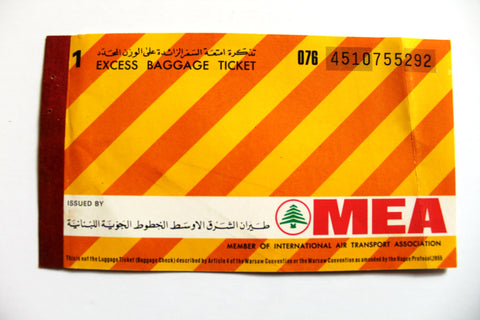 تذكرة امتعة السفر الزائدة على الوزن المحدد
1 EXCESS BAGGAGE TICKET 076 4510755292
ISSUED BY
طيران الشرق الاوسط الخطوط الجوية اللبنانية
MEA
MEMBER OF INTERNATIONAL AIR TRANSPORT ASSOCIATION
This is not the Luggage Ticket (Baggage Check) described by Article 4 of the Warsaw Convention or the Warsaw Convention as amended by the Hague Protocol, 1955